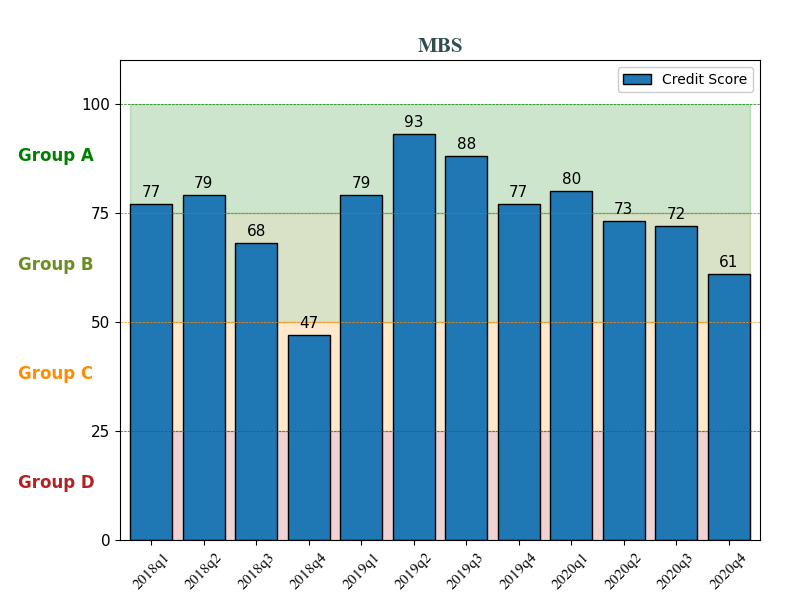 MBS
Credit Score
100
75
50
25
0
Group A
Group B
Group C
Group D
77
79
68
47
79
93
88
77
80
73
72
61
2018q1
2018q2
2018q3
2018q4
2019q1
2019q2
2019q3
2019q4
2020q1
2020q2
2020q3
2020q4